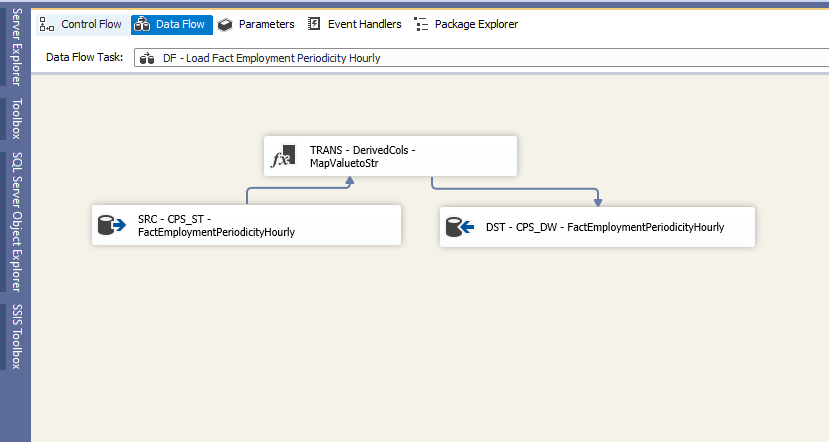 Control Flow
Data Flow
Parameters
Event Handlers
Package Explorer
Data Flow Task:
DF - Load Fact Employment Periodicity Hourly
Server Explorer
Toolbox
SQL Server Object Explorer
SSIS Toolbox
fx
TRANS - DerivedCols -
MapValuetoStr
SRC - CPS_ST -
FactEmploymentPeriodicityHourly
DST - CPS_DW - FactEmploymentPeriodicityHourly